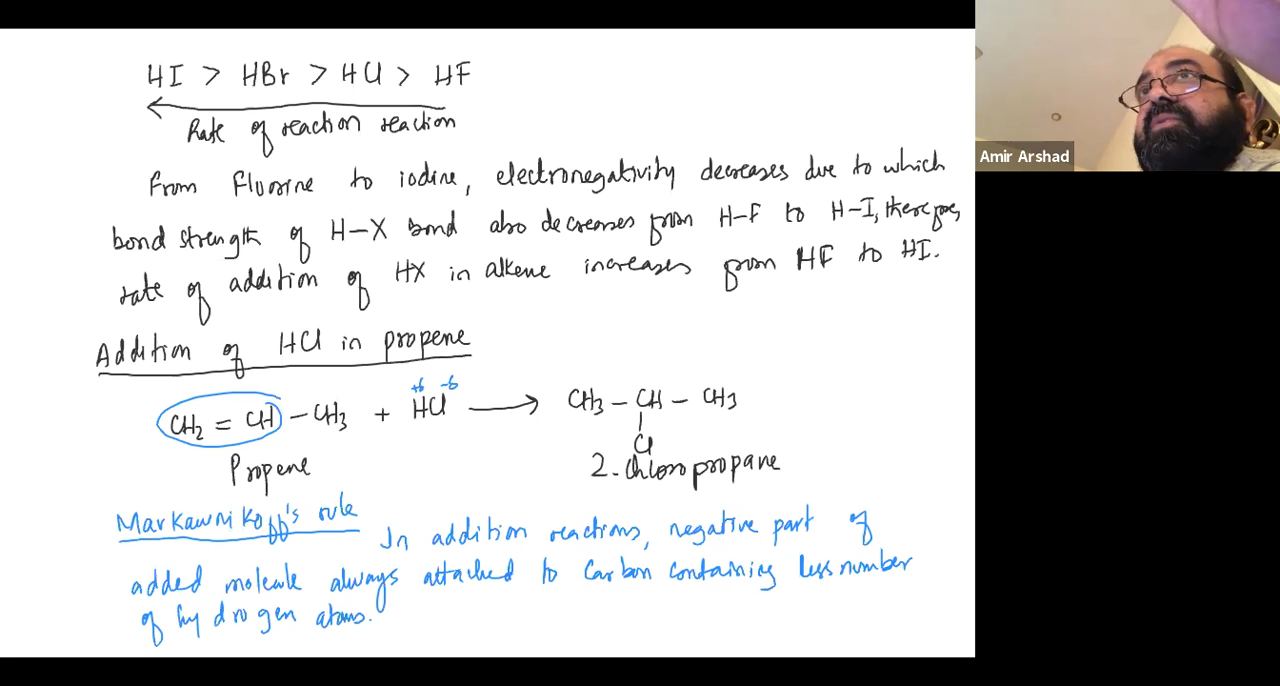 HI > HBr > HCl > HF
Rate of reaction reaction
From Fluorine to iodine, electronegativity decreases due to which
bond strength of H-X bond also decreases from H-F to H-I, therefore,
rate of addition of HX in alkene increases from HF to HI.
Addition of HCl in propene
+δ -δ
CH2 = CH - CH3 + HCl ⟶ CH3 - CH - CH3
|
Cl
Propene 2-Chloropropane
Markawnikoff's rule
In addition reactions, negative part of
added molecule always attached to Carbon containing less number
of hydrogen atoms.
Amir Arshad